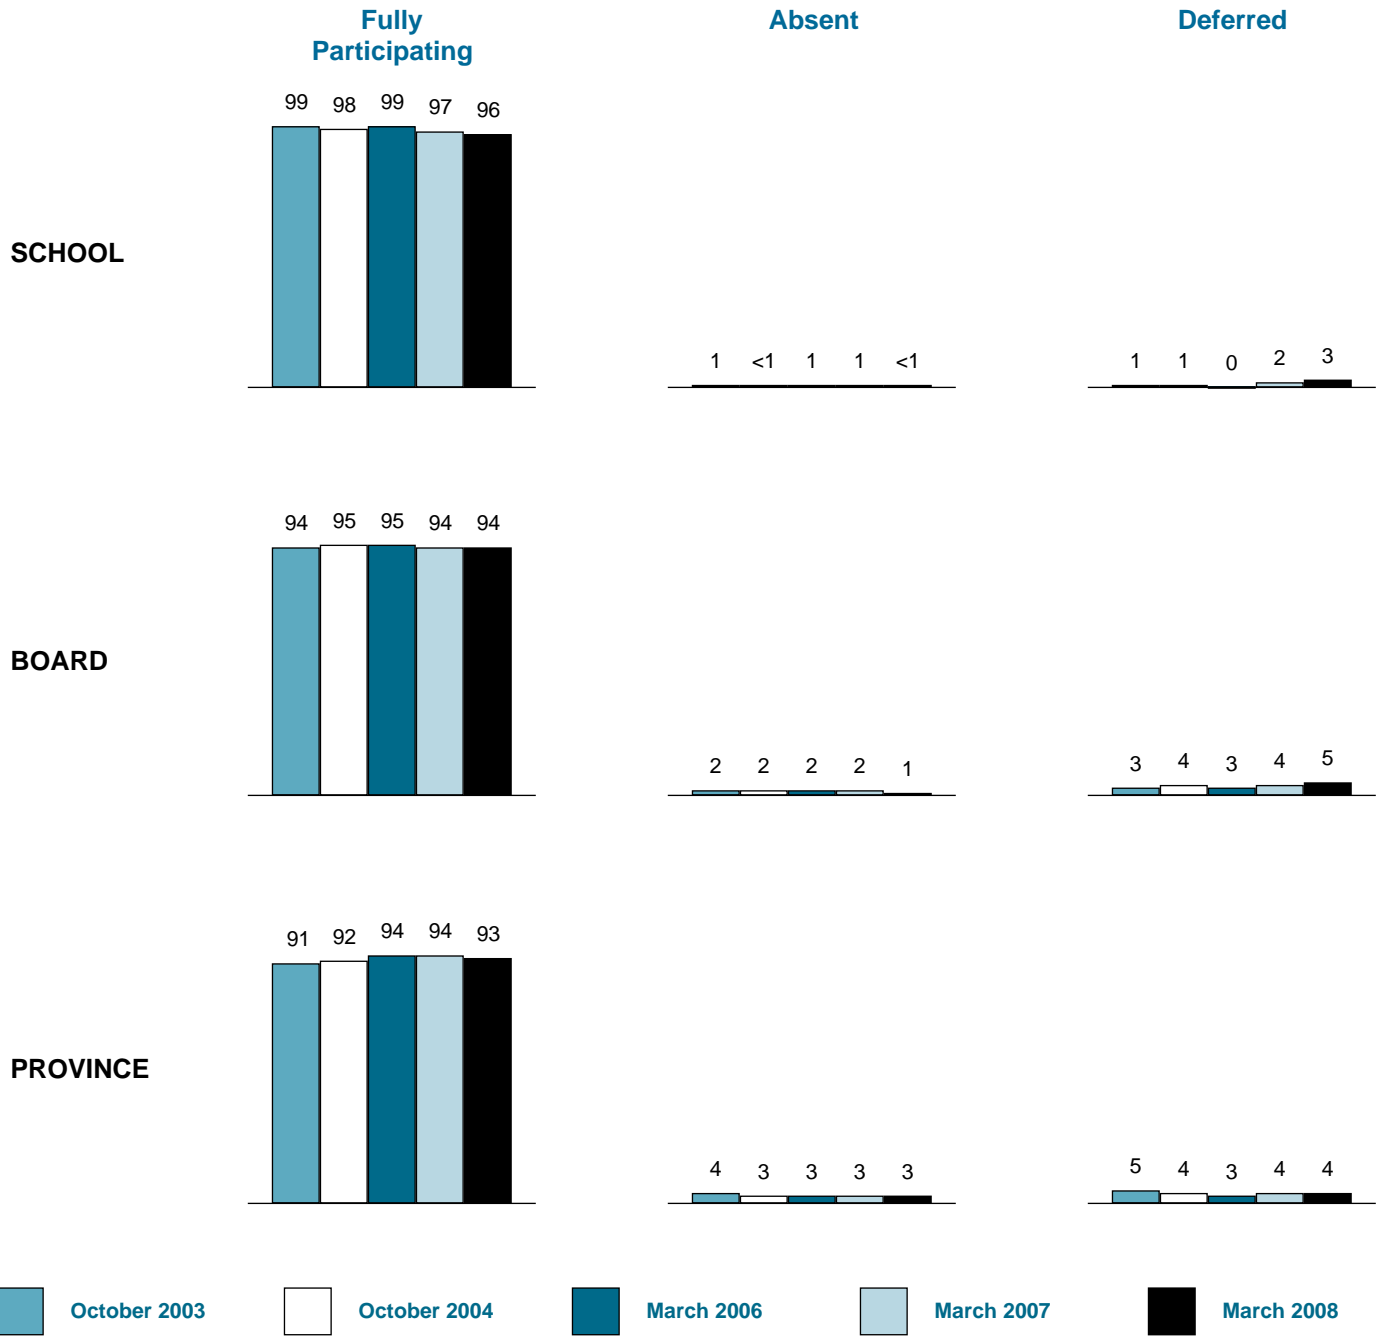 Fully
Participating
Absent
Deferred
99 98 99 97 96
SCHOOL
1 <1 1 1 <1
1 1 0 2 3
94 95 95 94 94
BOARD
2 2 2 2 1
3 4 3 4 5
91 92 94 94 93
PROVINCE
4 3 3 3 3
5 4 3 4 4
October 2003 October 2004 March 2006 March 2007 March 2008